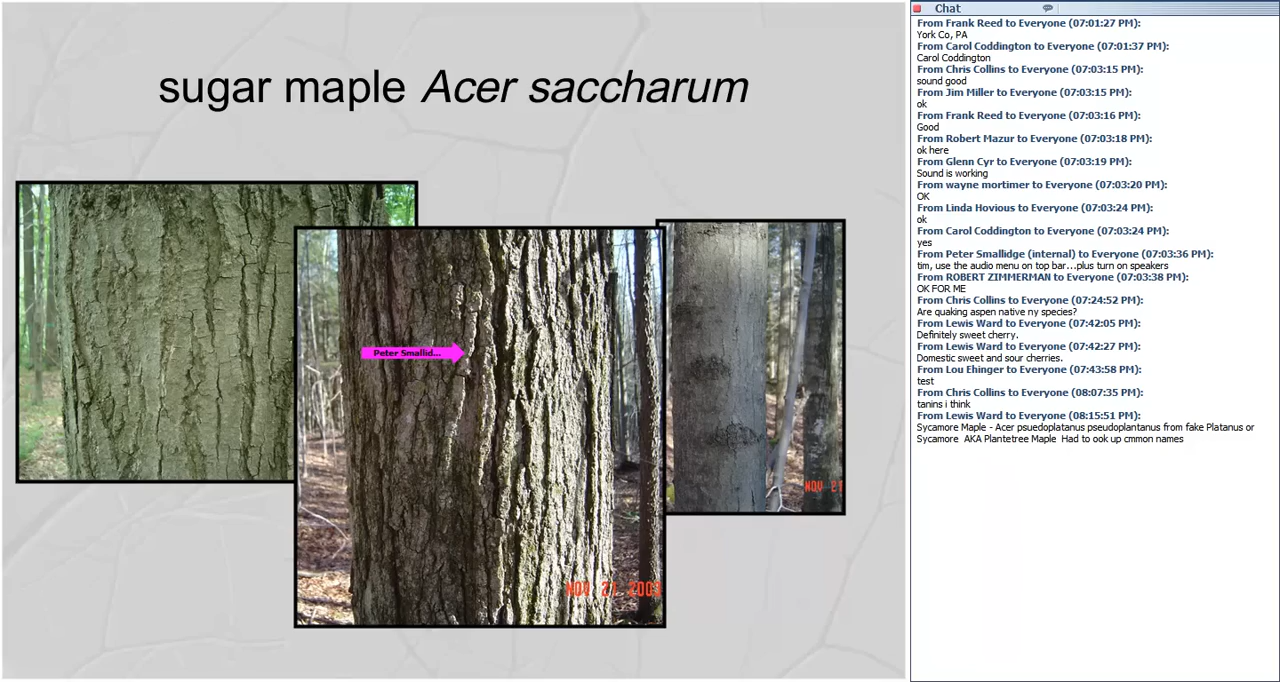 sugar maple Acer saccharum
Peter Smallid...
NOV 27 2003
NOV 27
Chat
From Frank Reed to Everyone (07:01:27 PM):
York Co, PA
From Carol Coddington to Everyone (07:01:37 PM):
Carol Coddington
From Chris Collins to Everyone (07:03:15 PM):
sound good
From Jim Miller to Everyone (07:03:15 PM):
ok
From Frank Reed to Everyone (07:03:16 PM):
Good
From Robert Mazur to Everyone (07:03:18 PM):
ok here
From Glenn Cyr to Everyone (07:03:19 PM):
Sound is working
From wayne mortimer to Everyone (07:03:20 PM):
OK
From Linda Hovious to Everyone (07:03:24 PM):
ok
From Carol Coddington to Everyone (07:03:24 PM):
yes
From Peter Smallidge (internal) to Everyone (07:03:36 PM):
tim, use the audio menu on top bar...plus turn on speakers
From ROBERT ZIMMERMAN to Everyone (07:03:38 PM):
OK FOR ME
From Chris Collins to Everyone (07:24:52 PM):
Are quaking aspen native ny species?
From Lewis Ward to Everyone (07:42:05 PM):
Definitely sweet cherry.
From Lewis Ward to Everyone (07:42:27 PM):
Domestic sweet and sour cherries.
From Lou Ehinger to Everyone (07:43:58 PM):
test
From Chris Collins to Everyone (08:07:35 PM):
tanins i think
From Lewis Ward to Everyone (08:15:51 PM):
Sycamore Maple - Acer psuedoplatanus pseudoplantanus from fake Platanus or
Sycamore AKA Plantetree Maple Had to ook up cmmon names